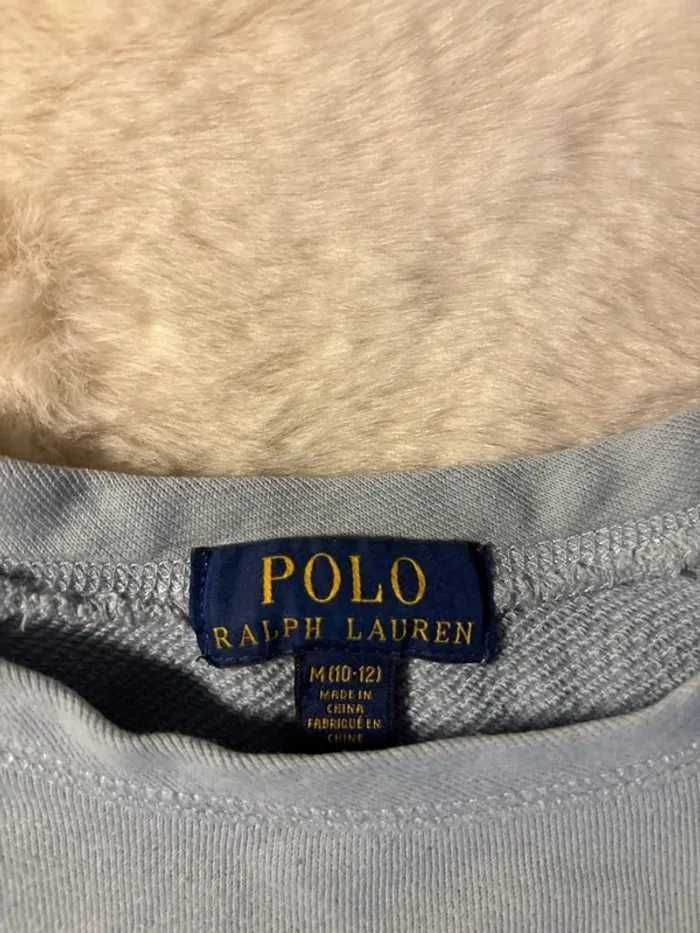 POLO
RALPH LAUREN
M(10-12)
MADE IN
CHINA
FABRIQUÉ EN
CHINE